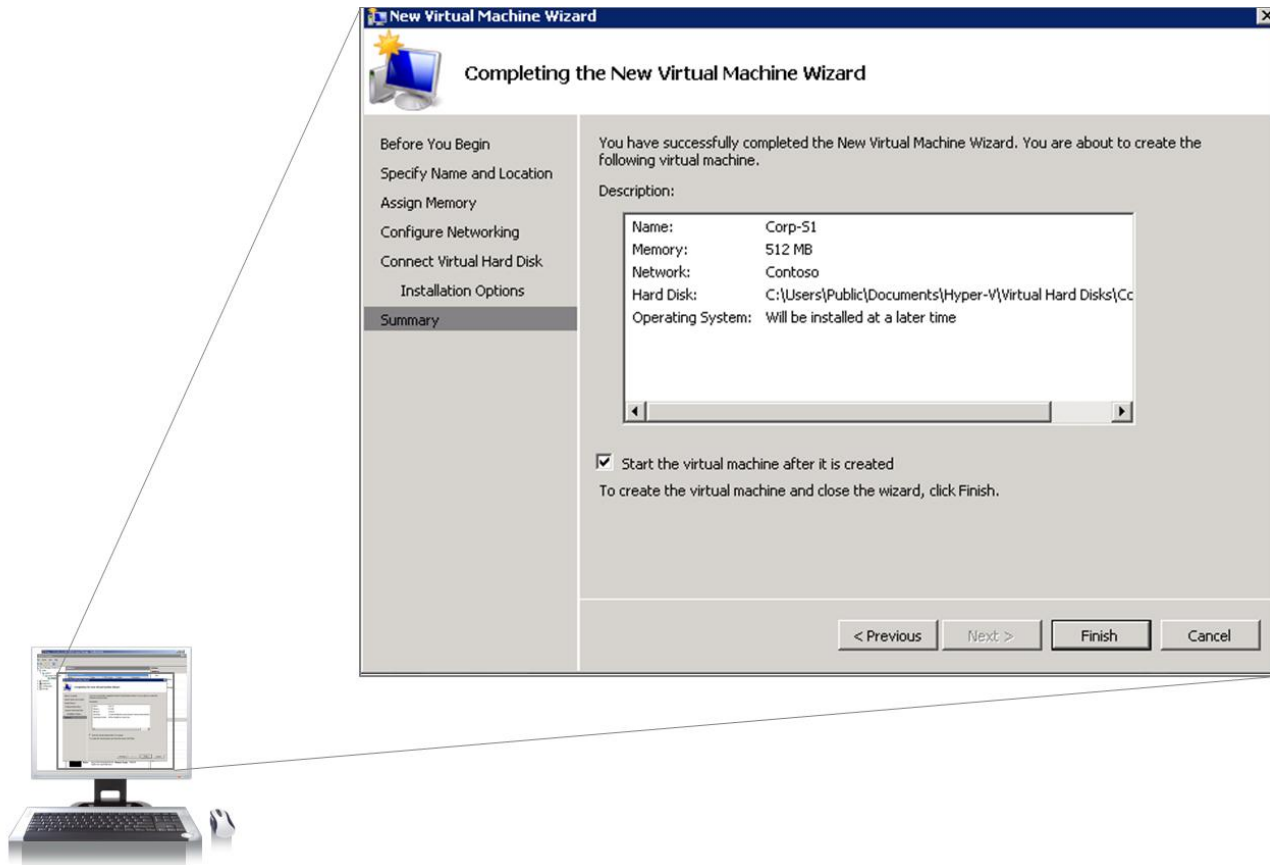 New Virtual Machine Wizard
Completing the New Virtual Machine Wizard
Before You Begin
Specify Name and Location
Assign Memory
Configure Networking
Connect Virtual Hard Disk
Installation Options
Summary
You have successfully completed the New Virtual Machine Wizard. You are about to create the
following virtual machine.
Description:
Name: Corp-S1
Memory: 512 MB
Network: Contoso
Hard Disk: C:\Users\Public\Documents\Hyper-V\Virtual Hard Disks\Cc
Operating System: Will be installed at a later time
Start the virtual machine after it is created
To create the virtual machine and close the wizard, click Finish.
< Previous Next > Finish Cancel